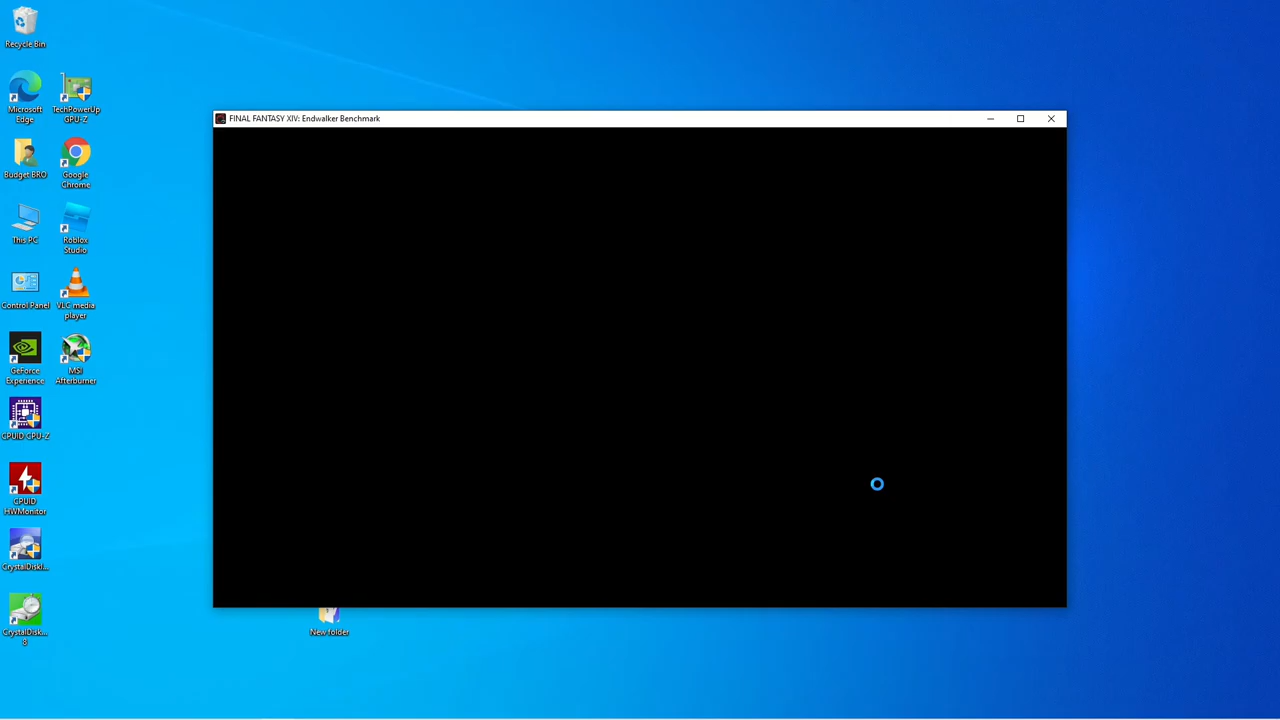 Recycle Bin
Microsoft
Edge
TechPowerUp
GPU-Z
Budget BRO
Google
Chrome
This PC
Roblox
Studio
Control Panel
VLC media
player
GeForce
Experience
MSI
Afterburner
CPUID CPU-Z
CPUID
HWMonitor
CrystalDiskI...
CrystalDisk...
8
FINAL FANTASY XIV: Endwalker Benchmark
New folder